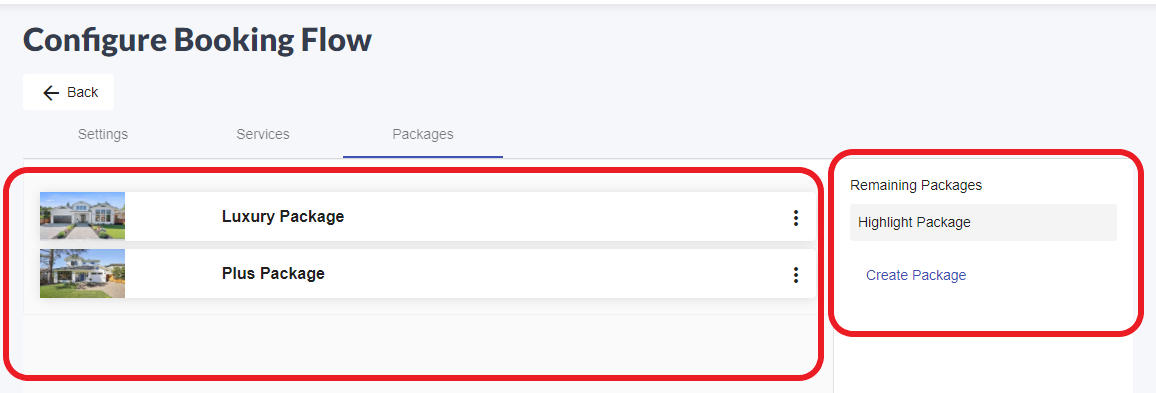 Configure Booking Flow
Back
Settings Services Packages
Luxury Package
Plus Package
Remaining Packages
Highlight Package
Create Package